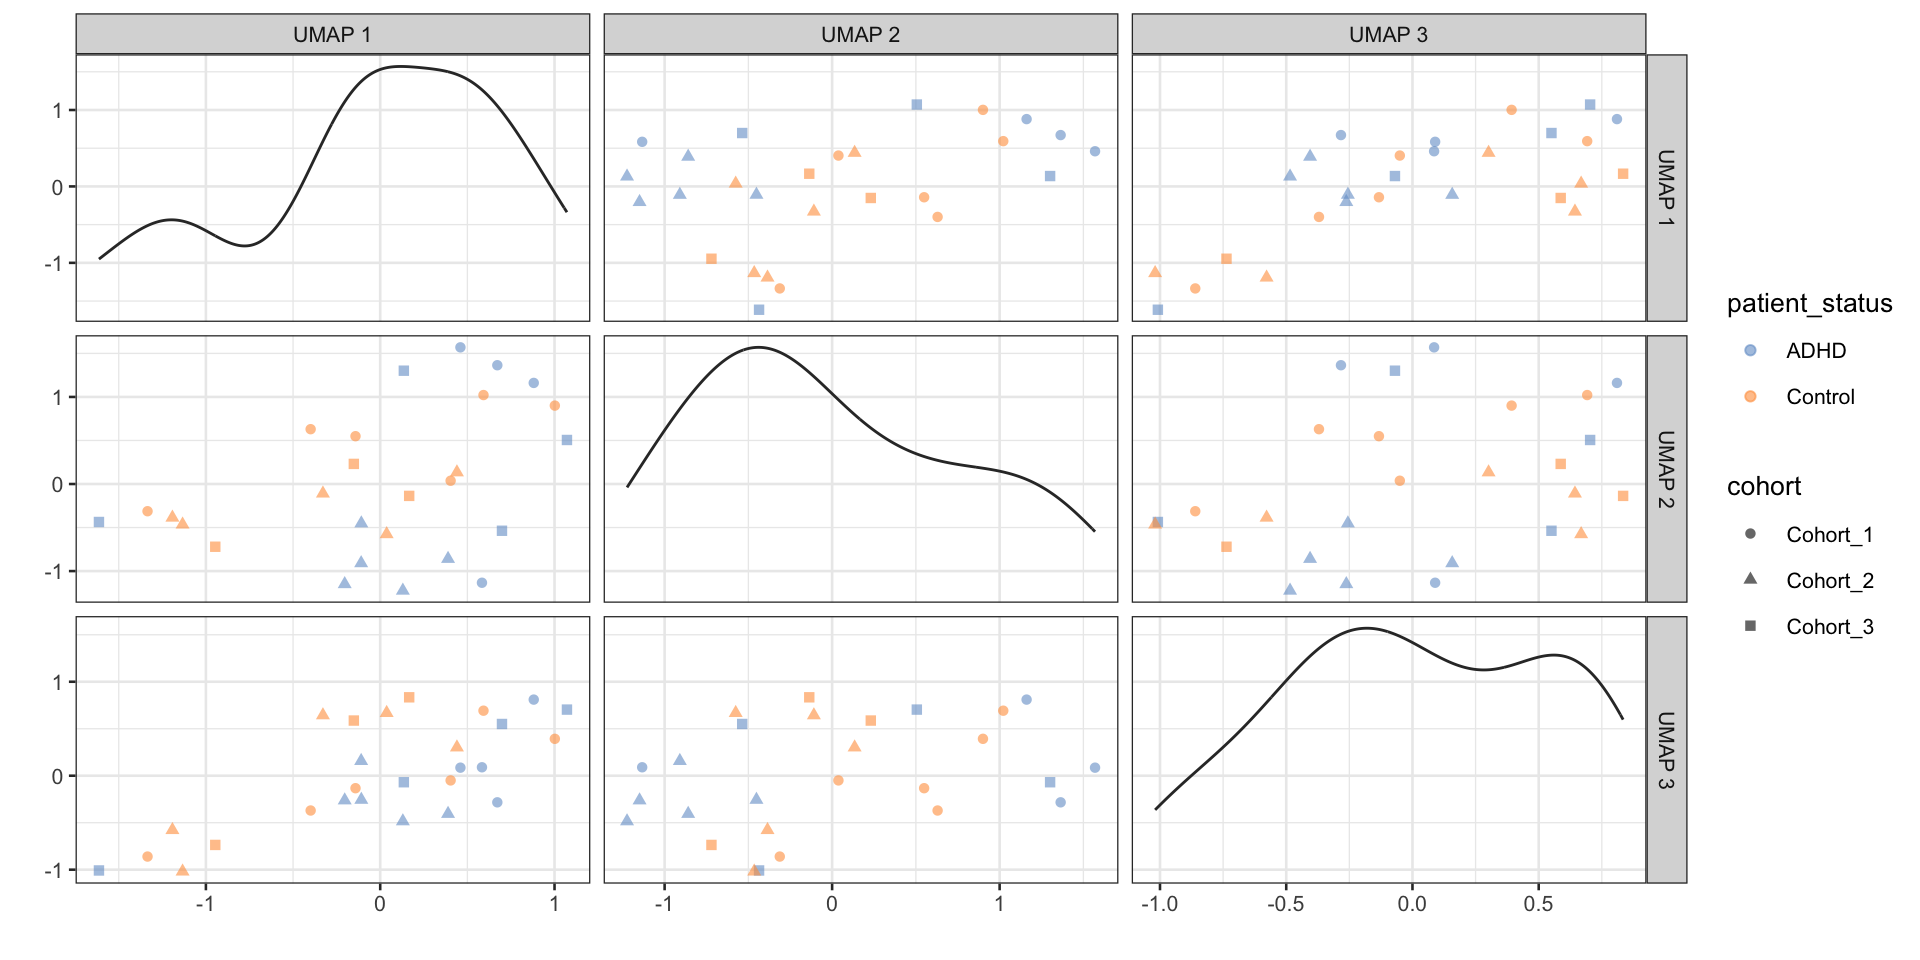 UMAP 1
UMAP 2
UMAP 3
1
0
-1
UMAP 1
1
0
-1
UMAP 2
1
0
-1
UMAP 3
-1
0
1
-1
0
1
-1.0
-0.5
0.0
0.5
patient_status
ADHD
Control
cohort
Cohort_1
Cohort_2
Cohort_3